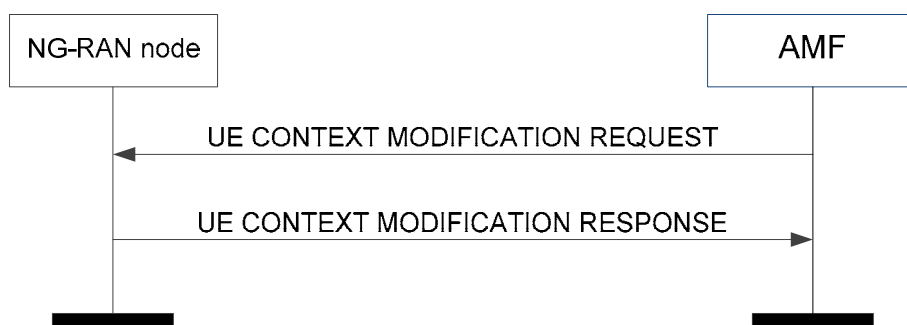 NG-RAN node
AMF
UE CONTEXT MODIFICATION REQUEST
UE CONTEXT MODIFICATION RESPONSE